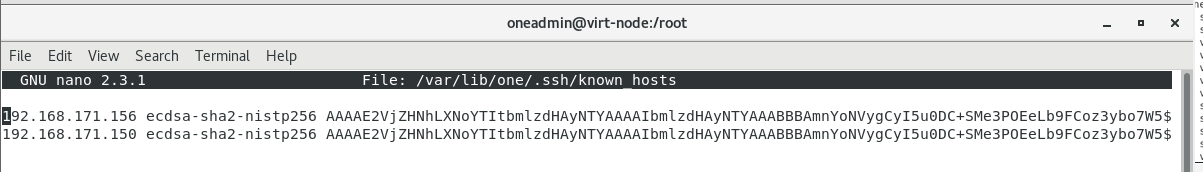 oneadmin@virt-node:/root
File Edit View Search Terminal Help
GNU nano 2.3.1 File: /var/lib/one/.ssh/known_hosts
192.168.171.156 ecdsa-sha2-nistp256 AAAAE2VjZHNhLXNoYTItbmlzdHAyNTYAAAAIbmlzdHAyNTYAAABBBAmnYoNVygCyI5u0DC+SMe3POEeLb9FCoz3ybo7W5$
192.168.171.150 ecdsa-sha2-nistp256 AAAAE2VjZHNhLXNoYTItbmlzdHAyNTYAAAAIbmlzdHAyNTYAAABBBAmnYoNVygCyI5u0DC+SMe3POEeLb9FCoz3ybo7W5$